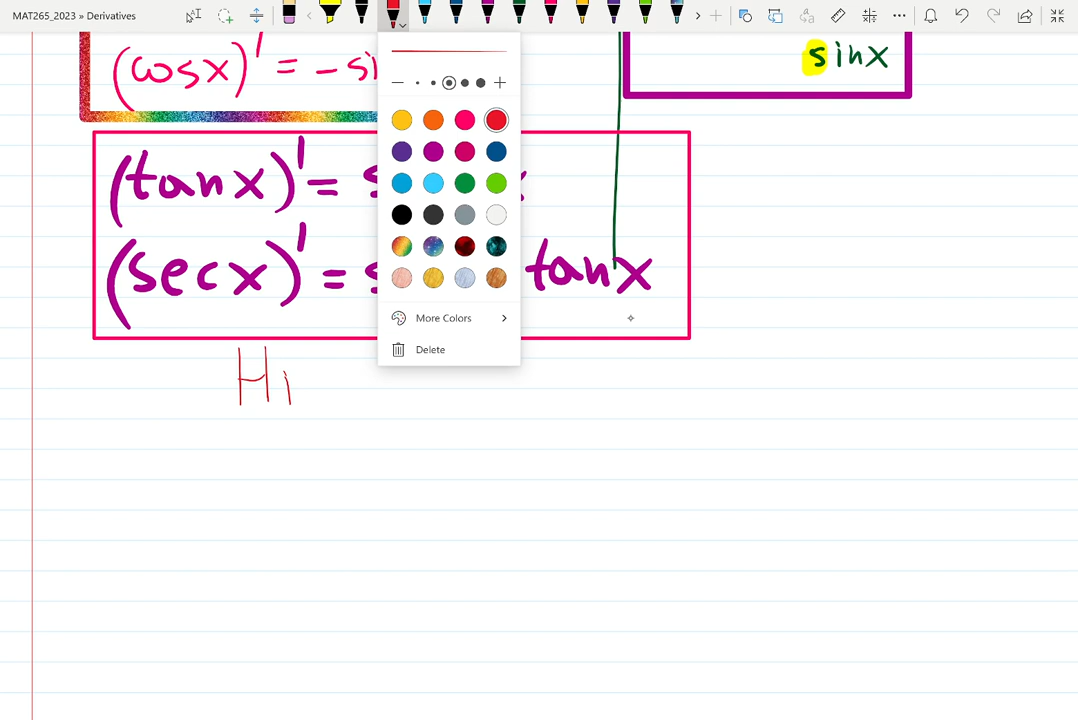 MAT265_2023 » Derivatives
(cosx)' = -si
sinx
(tanx)' =
(secx)' = s tanx
More Colors
Delete
Hi